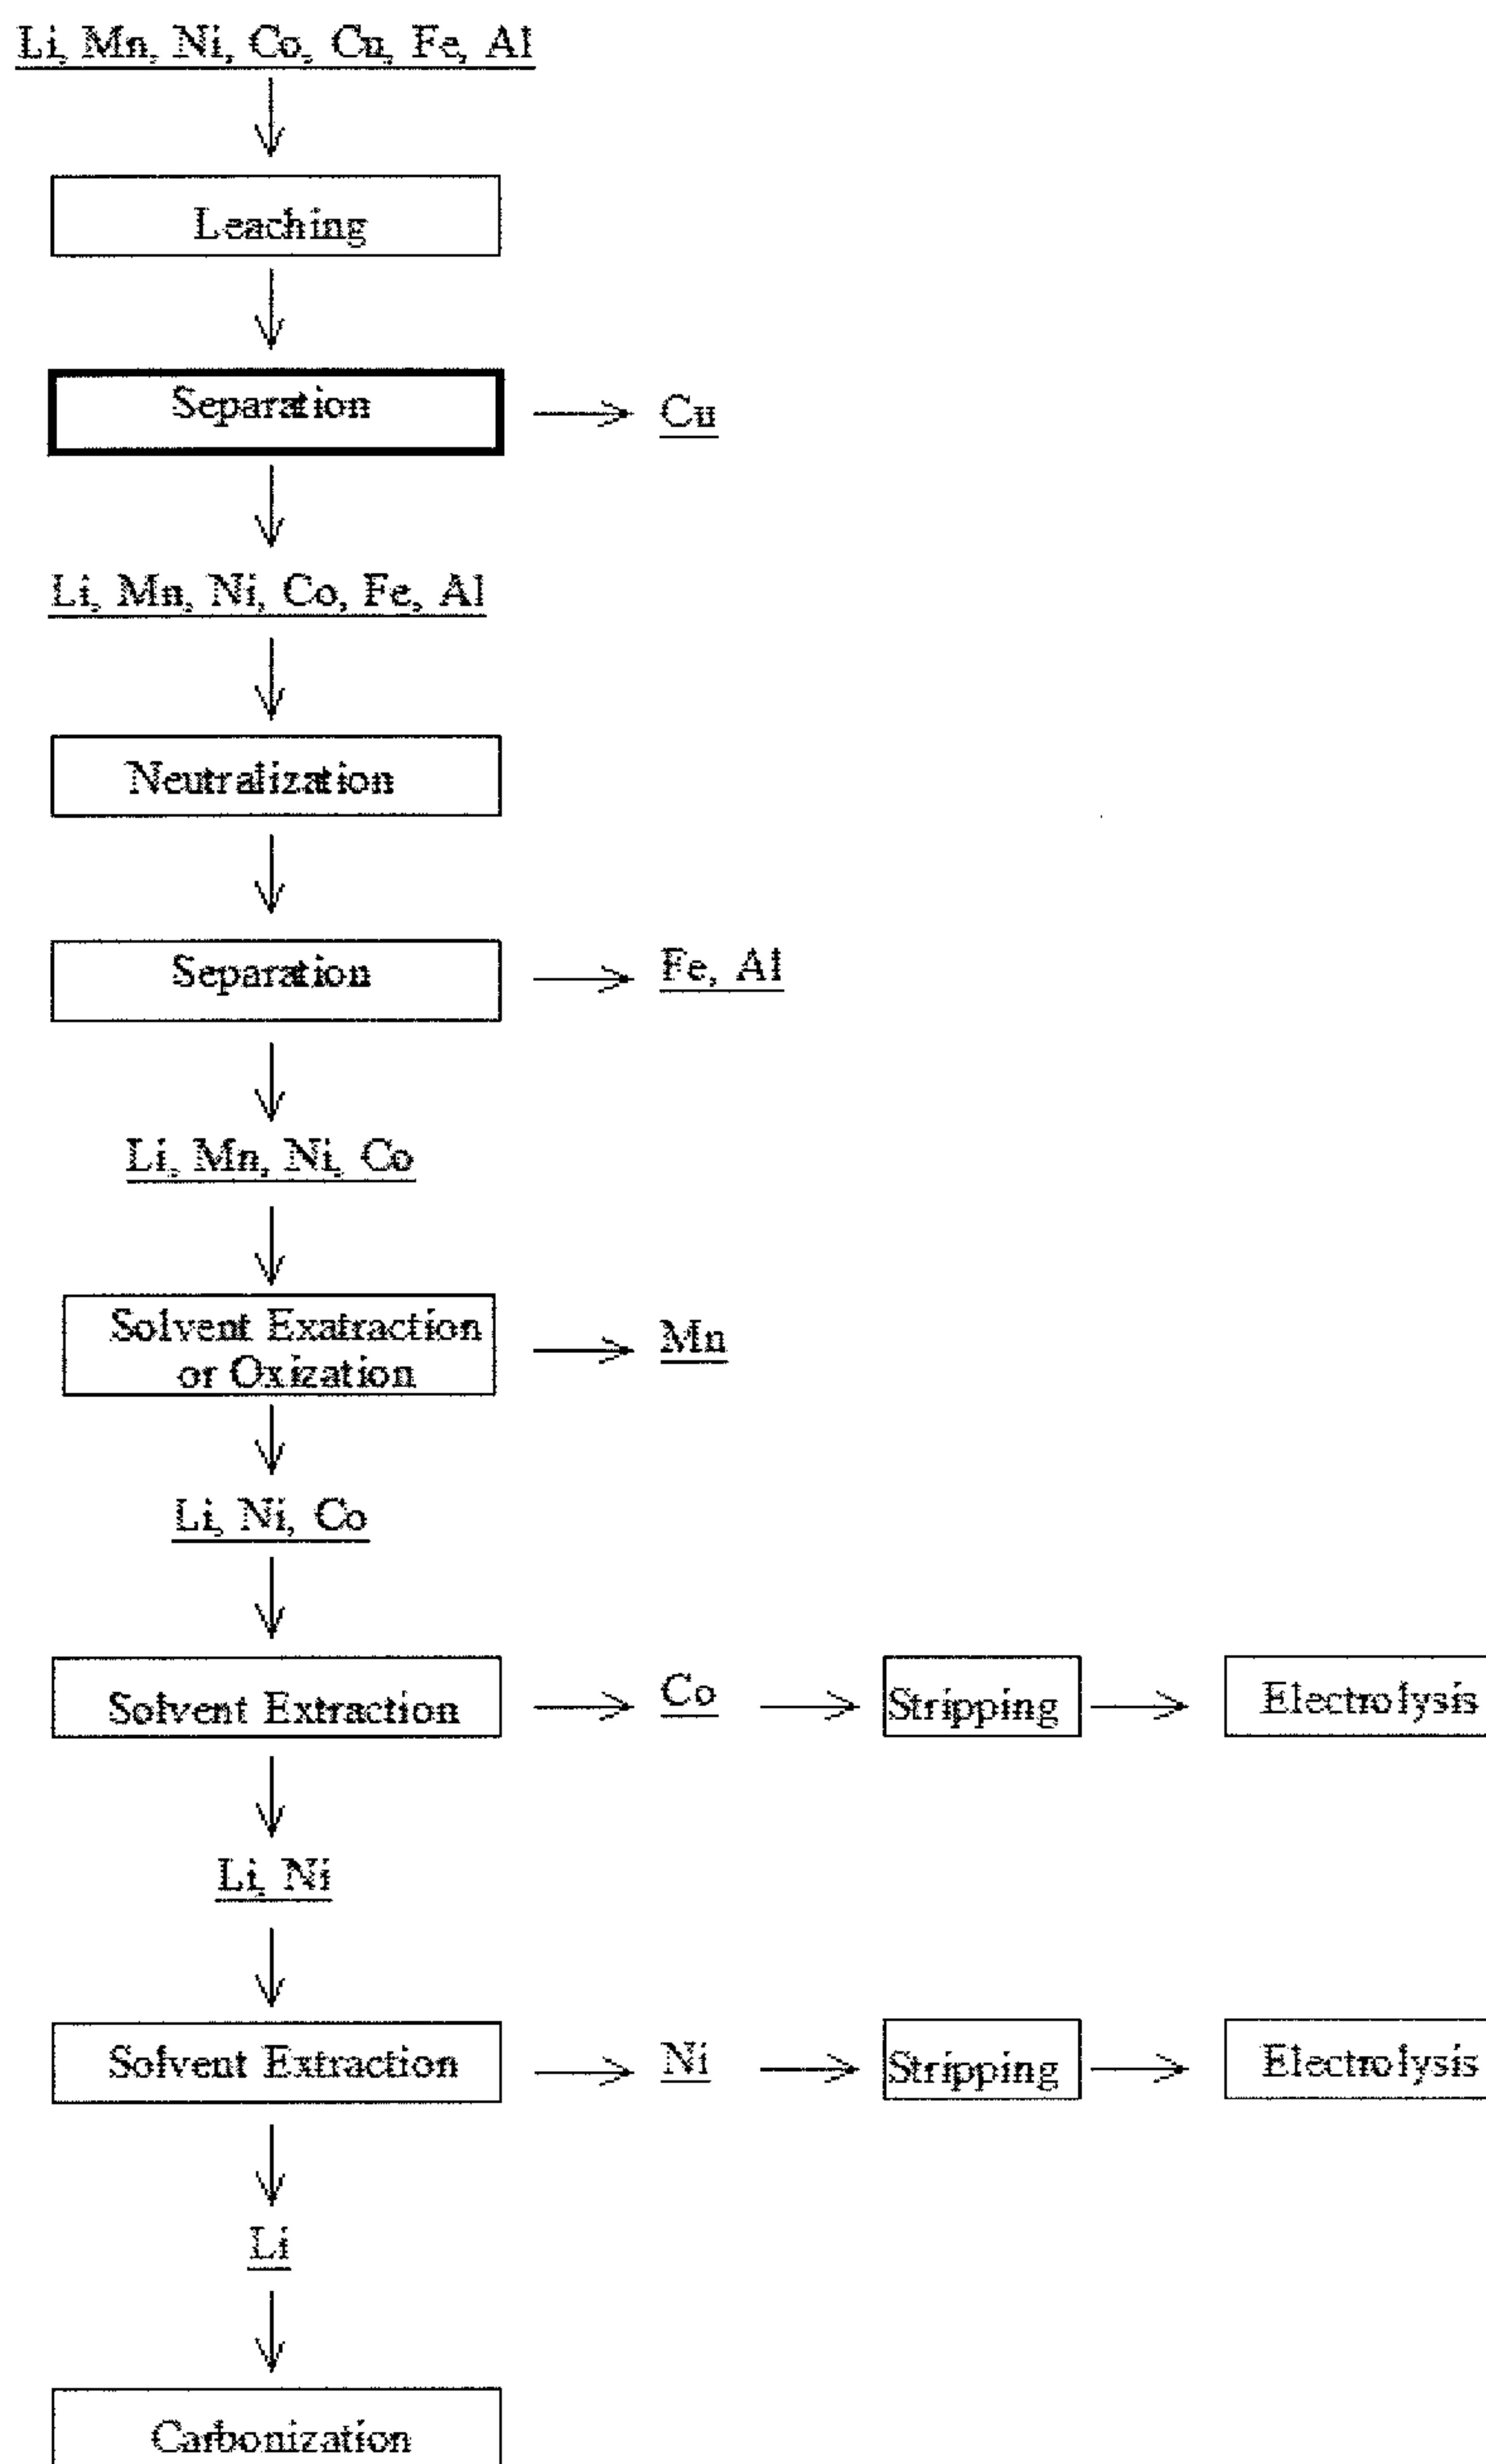 Li, Mn, Ni, Co, Cu, Fe, Al
Leaching
Separation
Cu
Li, Mn, Ni, Co, Fe, Al
Neutralization
Separation
Fe, Al
Li, Mn, Ni, Co
Solvent Exatraction
or Oxization
Mn
Li, Ni, Co
Solvent Extraction
Co
Stripping
Electrolysis
Li, Ni
Solvent Extraction
Ni
Stripping
Electrolysis
Li
Carbonization